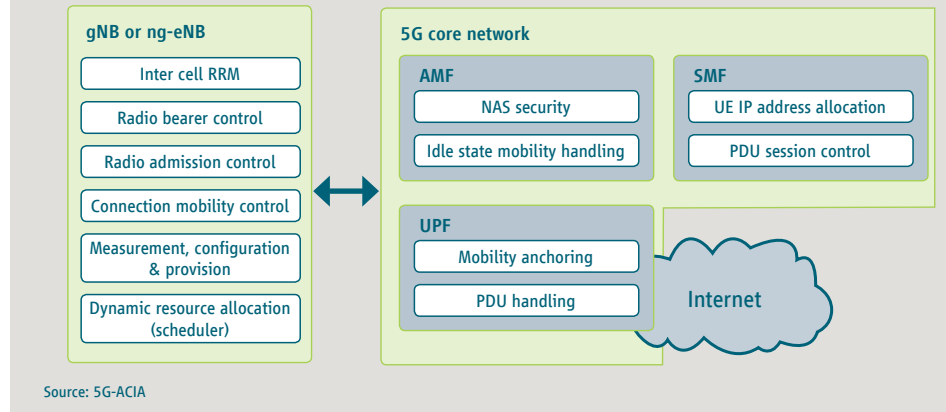 gNB or ng-eNB
Inter cell RRM
Radio bearer control
Radio admission control
Connection mobility control
Measurement, configuration
& provision
Dynamic resource allocation
(scheduler)
5G core network
AMF
NAS security
Idle state mobility handling
SMF
UE IP address allocation
PDU session control
UPF
Mobility anchoring
PDU handling
Internet
Source: 5G-ACIA